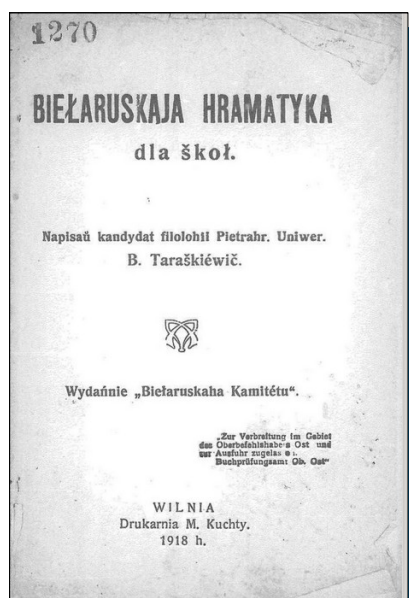 1270
BIEŁARUSKAJA HRAMATYKA
dla škoł.
Napisaŭ kandydat filolohii Pietrahr. Uniwer.
B. Taraškiéwič.
Wydańnie „Biełaruskaha Kamitétu“.
„Zur Verbreitung im Gebiet
des Oberbefehlshabers Ost und
zur Ausfuhr zugelassen.
Buchprüfungsamt Ob. Ost“
WILNIA
Drukarnia M. Kuchty.
1918 h.